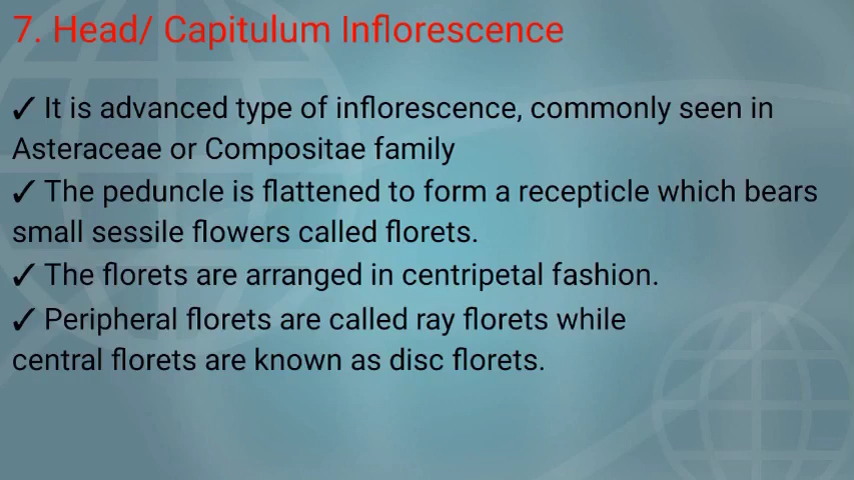 7. Head/ Capitulum Inflorescence
✓ It is advanced type of inflorescence, commonly seen in
Asteraceae or Compositae family
✓ The peduncle is flattened to form a recepticle which bears
small sessile flowers called florets.
✓ The florets are arranged in centripetal fashion.
✓ Peripheral florets are called ray florets while
central florets are known as disc florets.